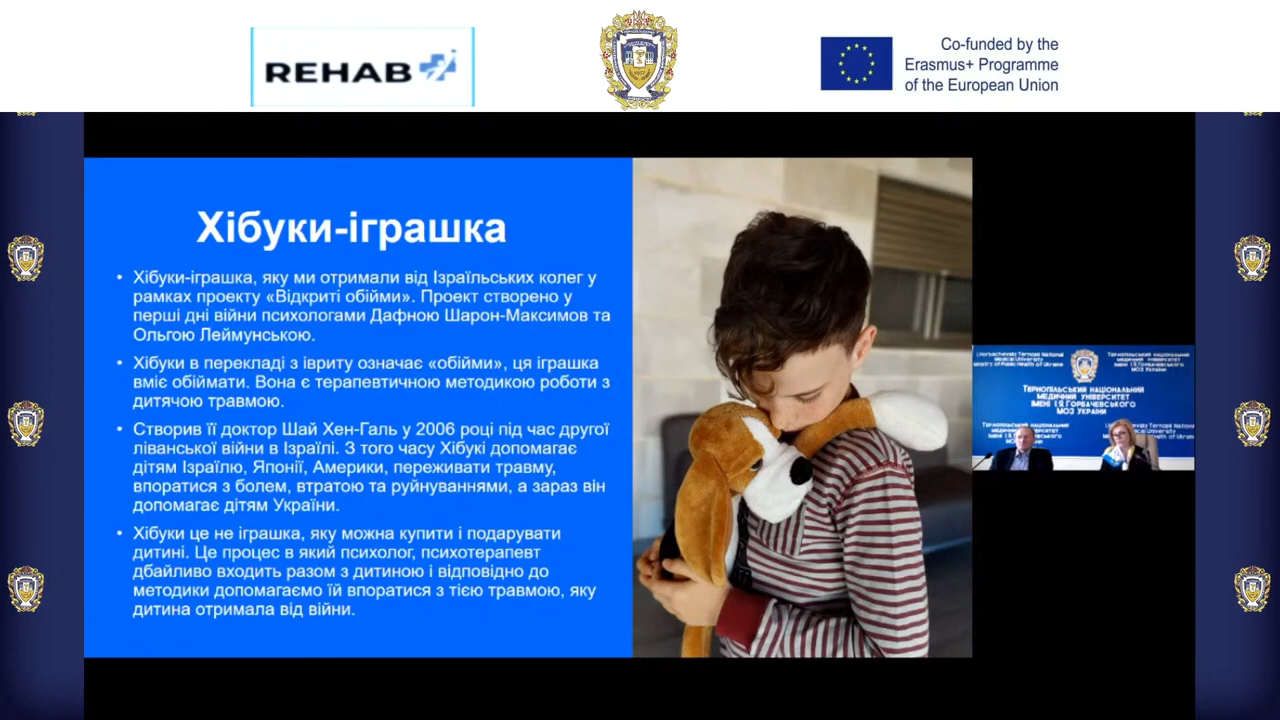 REHAB
Co-funded by the
Erasmus+ Programme
of the European Union
Хібуки-іграшка
• Хібуки-іграшка, яку ми отримали від Ізраїльських колег у
рамках проекту «Відкриті обійми». Проект створено у
перші дні війни психологами Дафною Шарон-Максимов та
Ольгою Леймунською.
• Хібуки в перекладі з івриту означає «обійми», ця іграшка
вміє обіймати. Вона є терапевтичною методикою роботи з
дитячою травмою.
• Створив її доктор Шай Хен-Галь у 2006 році під час другої
ліванської війни в Ізраїлі. З того часу Хібукі допомагає
дітям Ізраїлю, Японії, Америки, переживати травму,
впоратися з болем, втратою та руйнуваннями, а зараз він
допомагає дітям України.
• Хібуки це не іграшка, яку можна купити і подарувати
дитині. Це процес в який психолог, психотерапевт
дбайливо входить разом з дитиною і відповідно до
методики допомагаємо їй впоратися з тією травмою, яку
дитина отримала від війни.
Тернопільський національний
медичний університет
імені І.Я.Горбачевського
МОЗ України